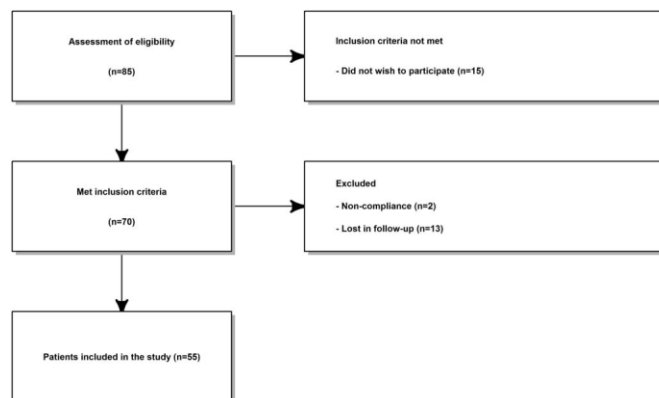 Assessment of eligibility
(n=85)
Inclusion criteria not met
- Did not wish to participate (n=15)
Met inclusion criteria
(n=70)
Excluded
- Non-compliance (n=2)
- Lost in follow-up (n=13)
Patients included in the study (n=55)